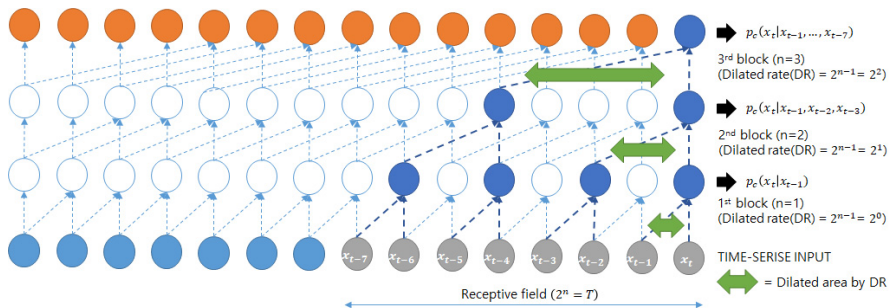 p_c(x_t|x_{t−1}, ..., x_{t−7})
3rd block (n=3)
(Dilated rate(DR) = 2^{n−1} = 2^2)
p_c(x_t|x_{t−1}, x_{t−2}, x_{t−3})
2nd block (n=2)
(Dilated rate(DR) = 2^{n−1} = 2^1)
p_c(x_t|x_{t−1})
1st block (n=1)
(Dilated rate(DR) = 2^{n−1} = 2^0)
x_{t−7} x_{t−6} x_{t−5} x_{t−4} x_{t−3} x_{t−2} x_{t−1} x_t
TIME-SERISE INPUT
= Dilated area by DR
Receptive field (2^n = T)